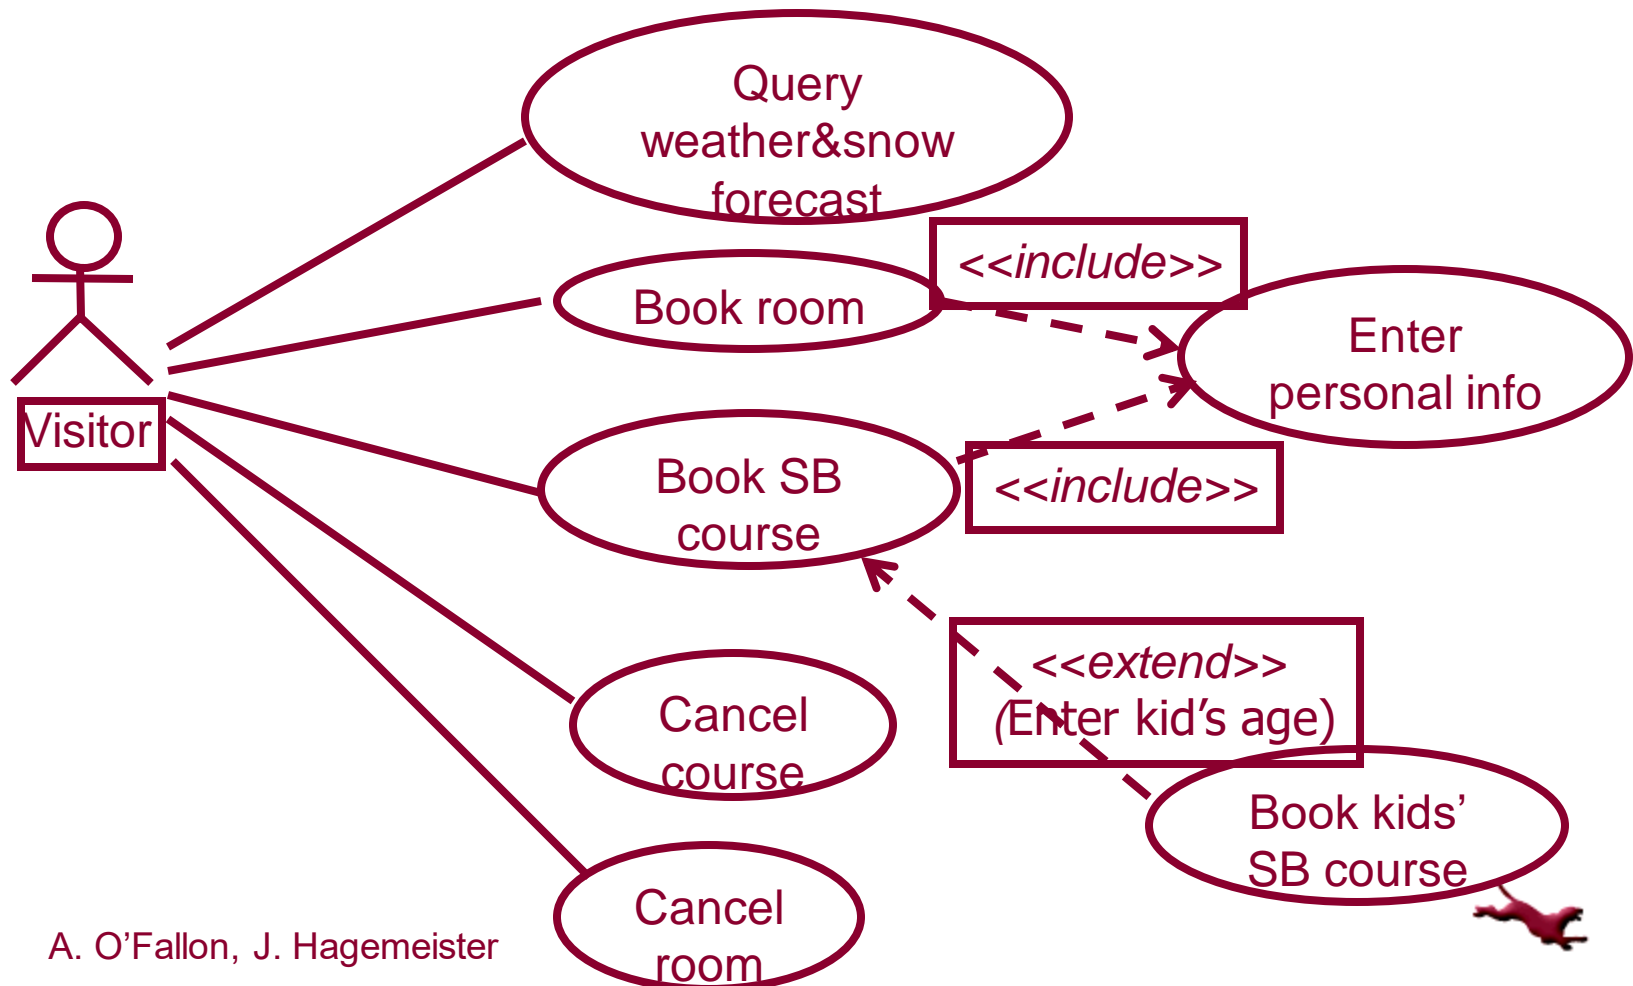 Query
weather&snow
forecast
<<include>>
Book room
Enter
personal info
Visitor
Book SB
course
<<include>>
<<extend>>
(Enter kid’s age)
Cancel
course
Book kids’
SB course
Cancel
room
A. O’Fallon, J. Hagemeister